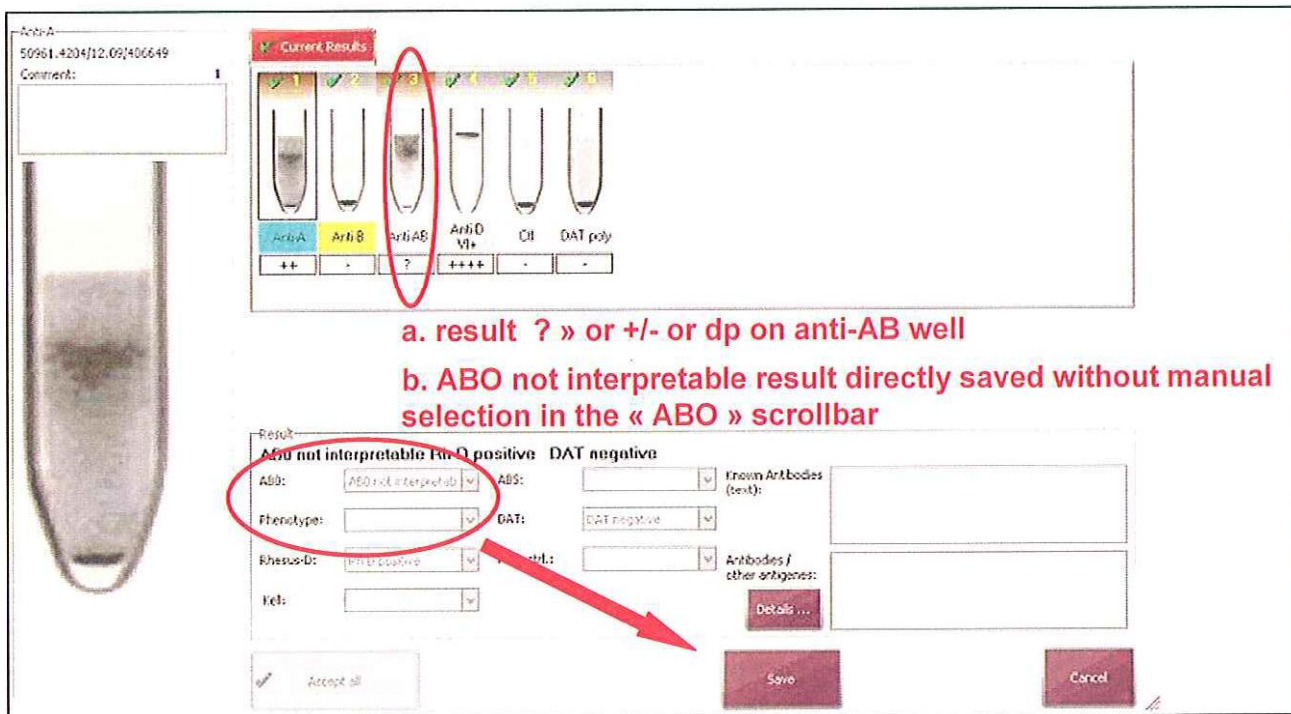 Anti-A
50961.4204/12.09/406649
Comment: 1
Current Results
1 2 3 4 5 6
Anti-A Anti-B Anti-AB Anti-D VI+ Ctl DAT poly
++ - ? ++++ - -
a. result ? » or +/- or dp on anti-AB well
b. ABO not interpretable result directly saved without manual
selection in the « ABO » scrollbar
Result
AB0 not interpretable Rh D positive DAT negative
AB0: AB0 not interpretab ABS: Known Antibodies
(text):
Phenotype: DAT: DAT negative
Rhesus-D: Rh D positive Antibodies /
other antigenes:
Kell: Details ...
Accept all Save Cancel